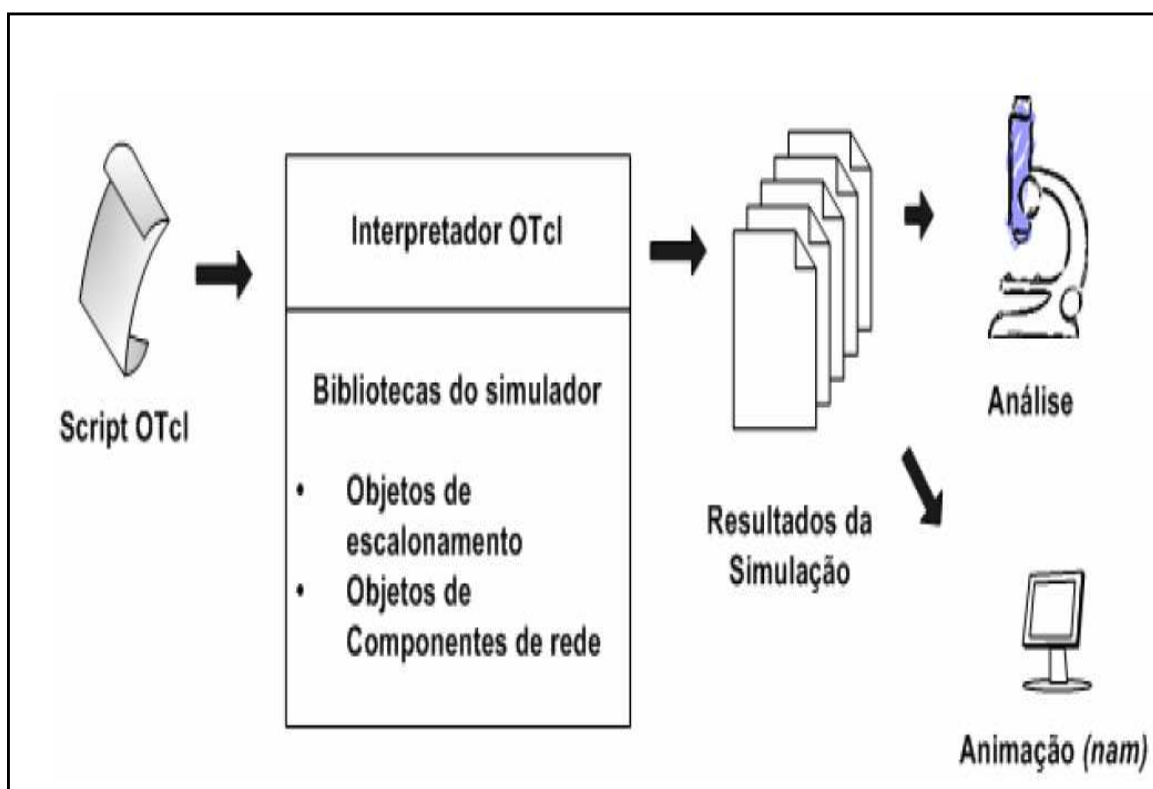 Script OTcl
Interpretador OTcl
Bibliotecas do simulador
• Objetos de
escalonamento
• Objetos de
Componentes de rede
Resultados da
Simulação
Análise
Animação (nam)